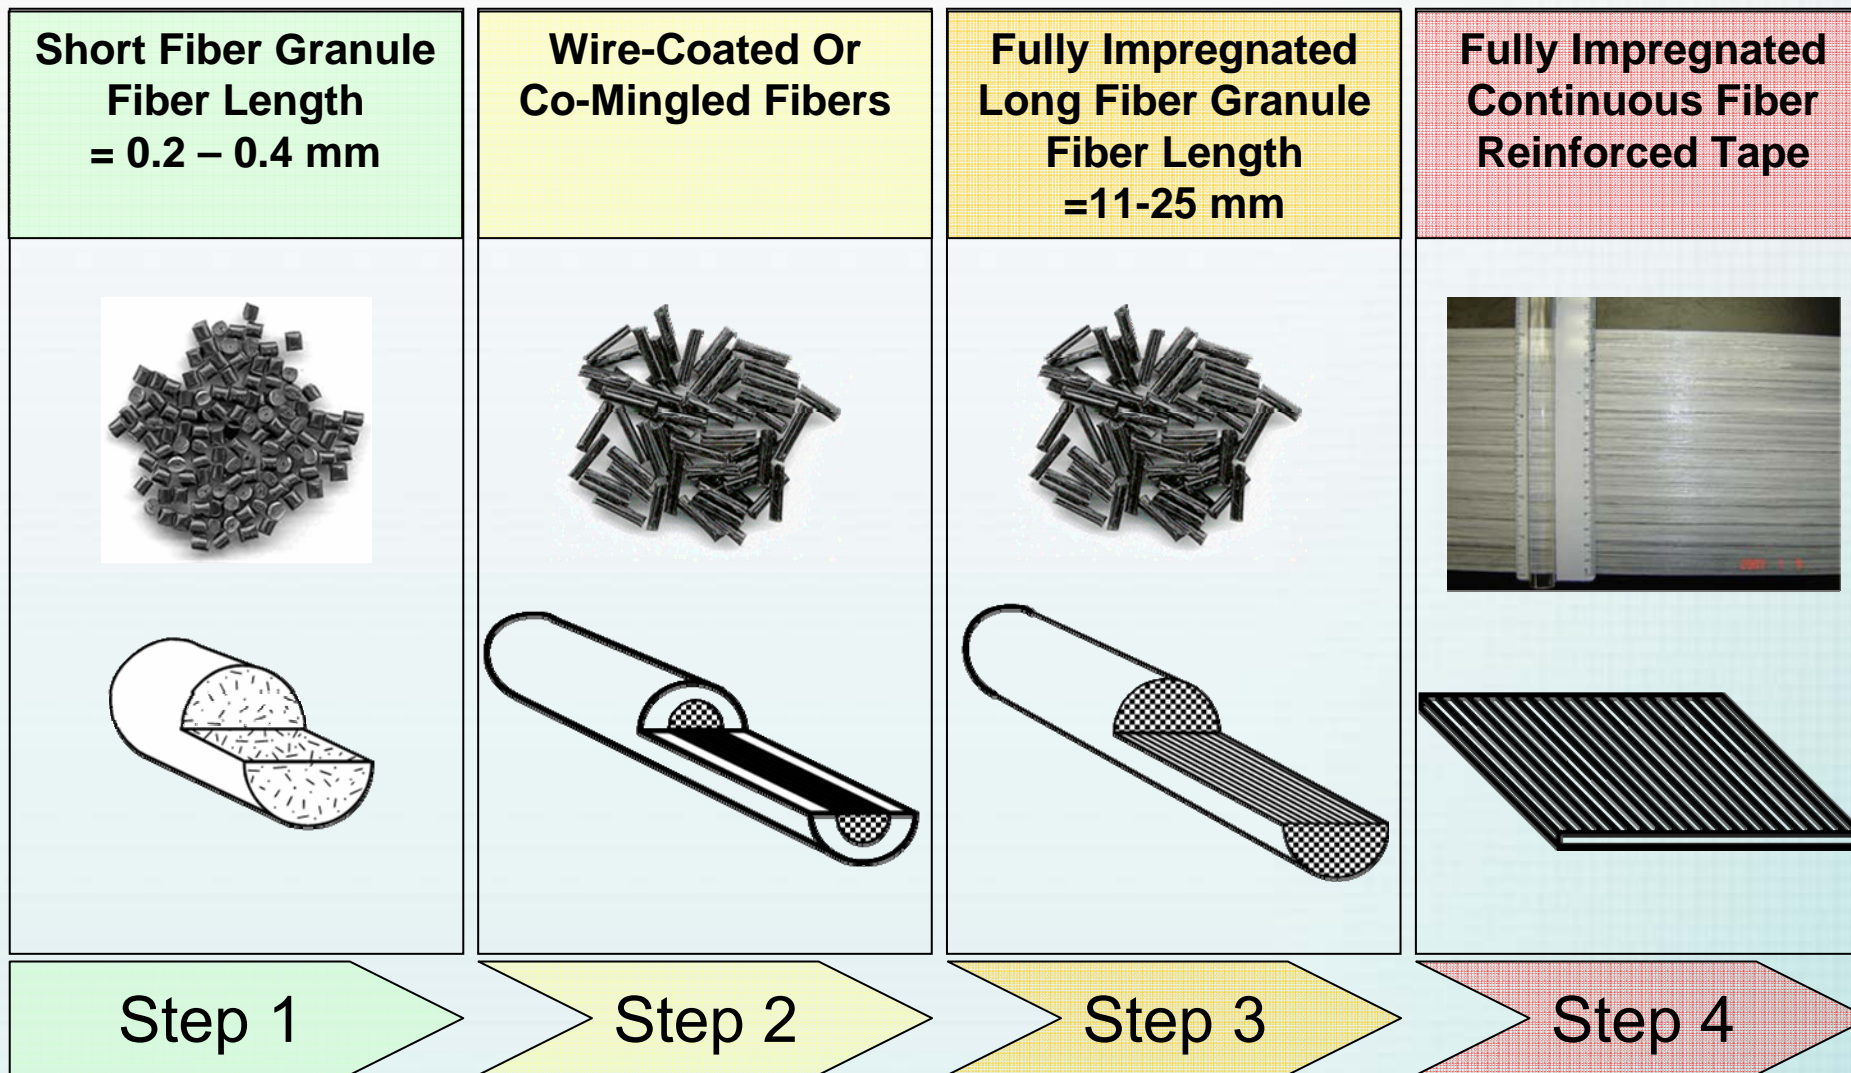 Short Fiber Granule
Fiber Length
= 0.2 – 0.4 mm
Wire-Coated Or
Co-Mingled Fibers
Fully Impregnated
Long Fiber Granule
Fiber Length
=11-25 mm
Fully Impregnated
Continuous Fiber
Reinforced Tape
Step 1
Step 2
Step 3
Step 4